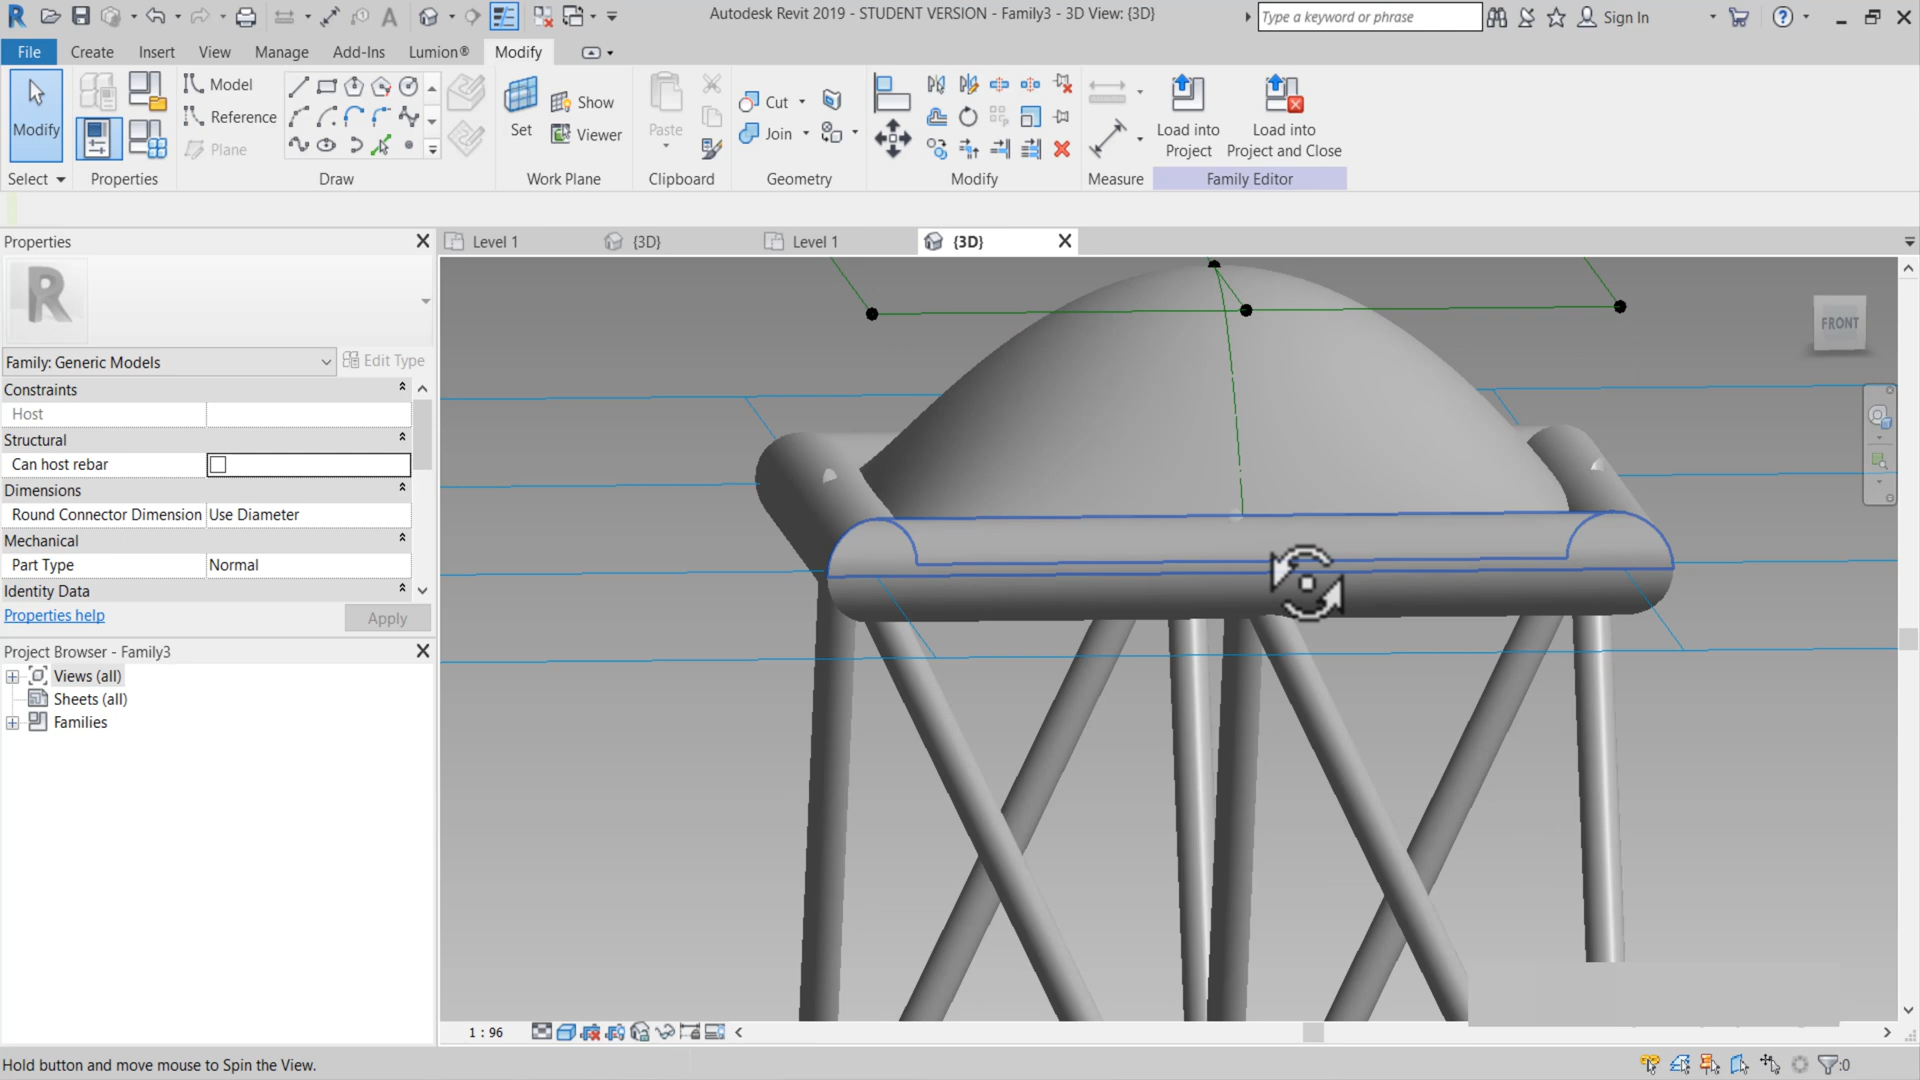 Autodesk Revit 2019 - STUDENT VERSION - Family3 - 3D View: {3D}
Type a keyword or phrase
Sign In
File Create Insert View Manage Add-Ins Lumion® Modify
Modify
Model
Reference
Plane
Set
Show
Viewer
Paste
Cut
Join
Load into
Project
Load into
Project and Close
Select Properties Draw Work Plane Clipboard Geometry Modify Measure Family Editor
Properties
Level 1 {3D} Level 1 {3D}
R
Family: Generic Models
Edit Type
Constraints
Host
Structural
Can host rebar
Dimensions
Round Connector Dimension Use Diameter
Mechanical
Part Type Normal
Identity Data
Properties help
Apply
Project Browser - Family3
Views (all)
Sheets (all)
Families
FRONT
1 : 96
Hold button and move mouse to Spin the View.
:0